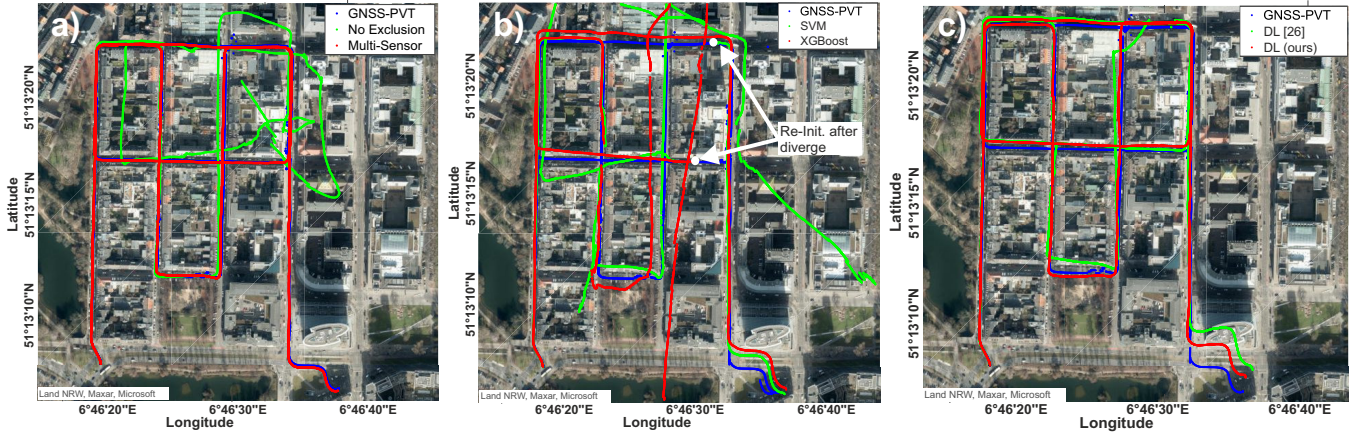 a)
GNSS-PVT
No Exclusion
Multi-Sensor
51°13'20"N
51°13'15"N
51°13'10"N
Latitude
Land NRW, Maxar, Microsoft
6°46'20"E
6°46'30"E
6°46'40"E
Longitude
b)
GNSS-PVT
SVM
XGBoost
Re-Init. after
diverge
51°13'20"N
51°13'15"N
51°13'10"N
Latitude
Land NRW, Maxar, Microsoft
6°46'20"E
6°46'30"E
6°46'40"E
Longitude
c)
GNSS-PVT
DL [26]
DL (ours)
51°13'20"N
51°13'15"N
51°13'10"N
Latitude
Land NRW, Maxar, Microsoft
6°46'20"E
6°46'30"E
6°46'40"E
Longitude